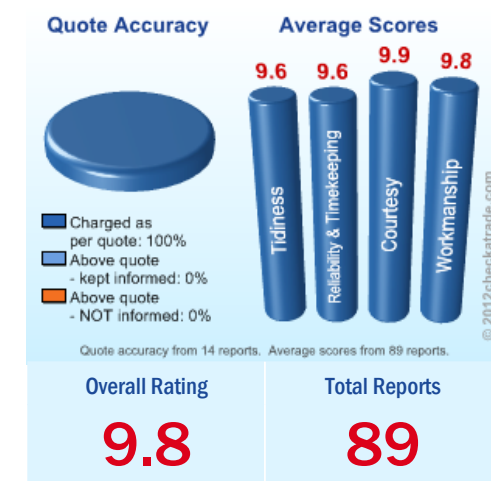 Quote Accuracy
Average Scores
9.6
9.6
9.9
9.8
Tidiness
Reliability & Timekeeping
Courtesy
Workmanship
Charged as
per quote: 100%
Above quote
- kept informed: 0%
Above quote
- NOT informed: 0%
© 2012checkatrade.com
Quote accuracy from 14 reports. Average scores from 89 reports.
Overall Rating
Total Reports
9.8
89